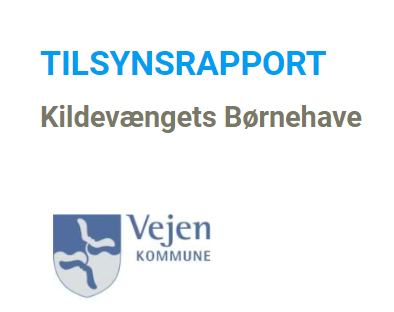 TILSYNSRAPPORT
Kildevængets Børnehave
Vejen
KOMMUNE